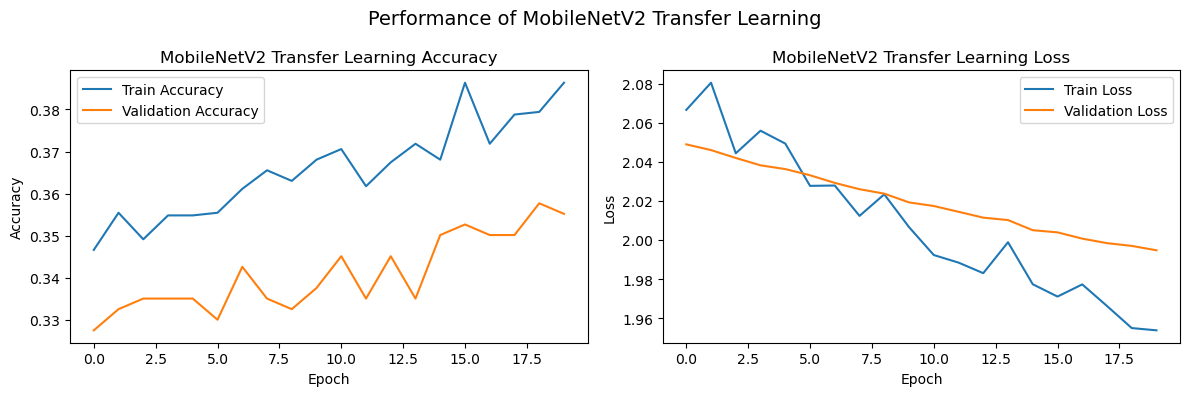 Performance of MobileNetV2 Transfer Learning
MobileNetV2 Transfer Learning Accuracy
Train Accuracy
Validation Accuracy
0.38
0.37
0.36
0.35
0.34
0.33
Accuracy
0.0 2.5 5.0 7.5 10.0 12.5 15.0 17.5
Epoch
MobileNetV2 Transfer Learning Loss
Train Loss
Validation Loss
2.08
2.06
2.04
2.02
2.00
1.98
1.96
Loss
0.0 2.5 5.0 7.5 10.0 12.5 15.0 17.5
Epoch